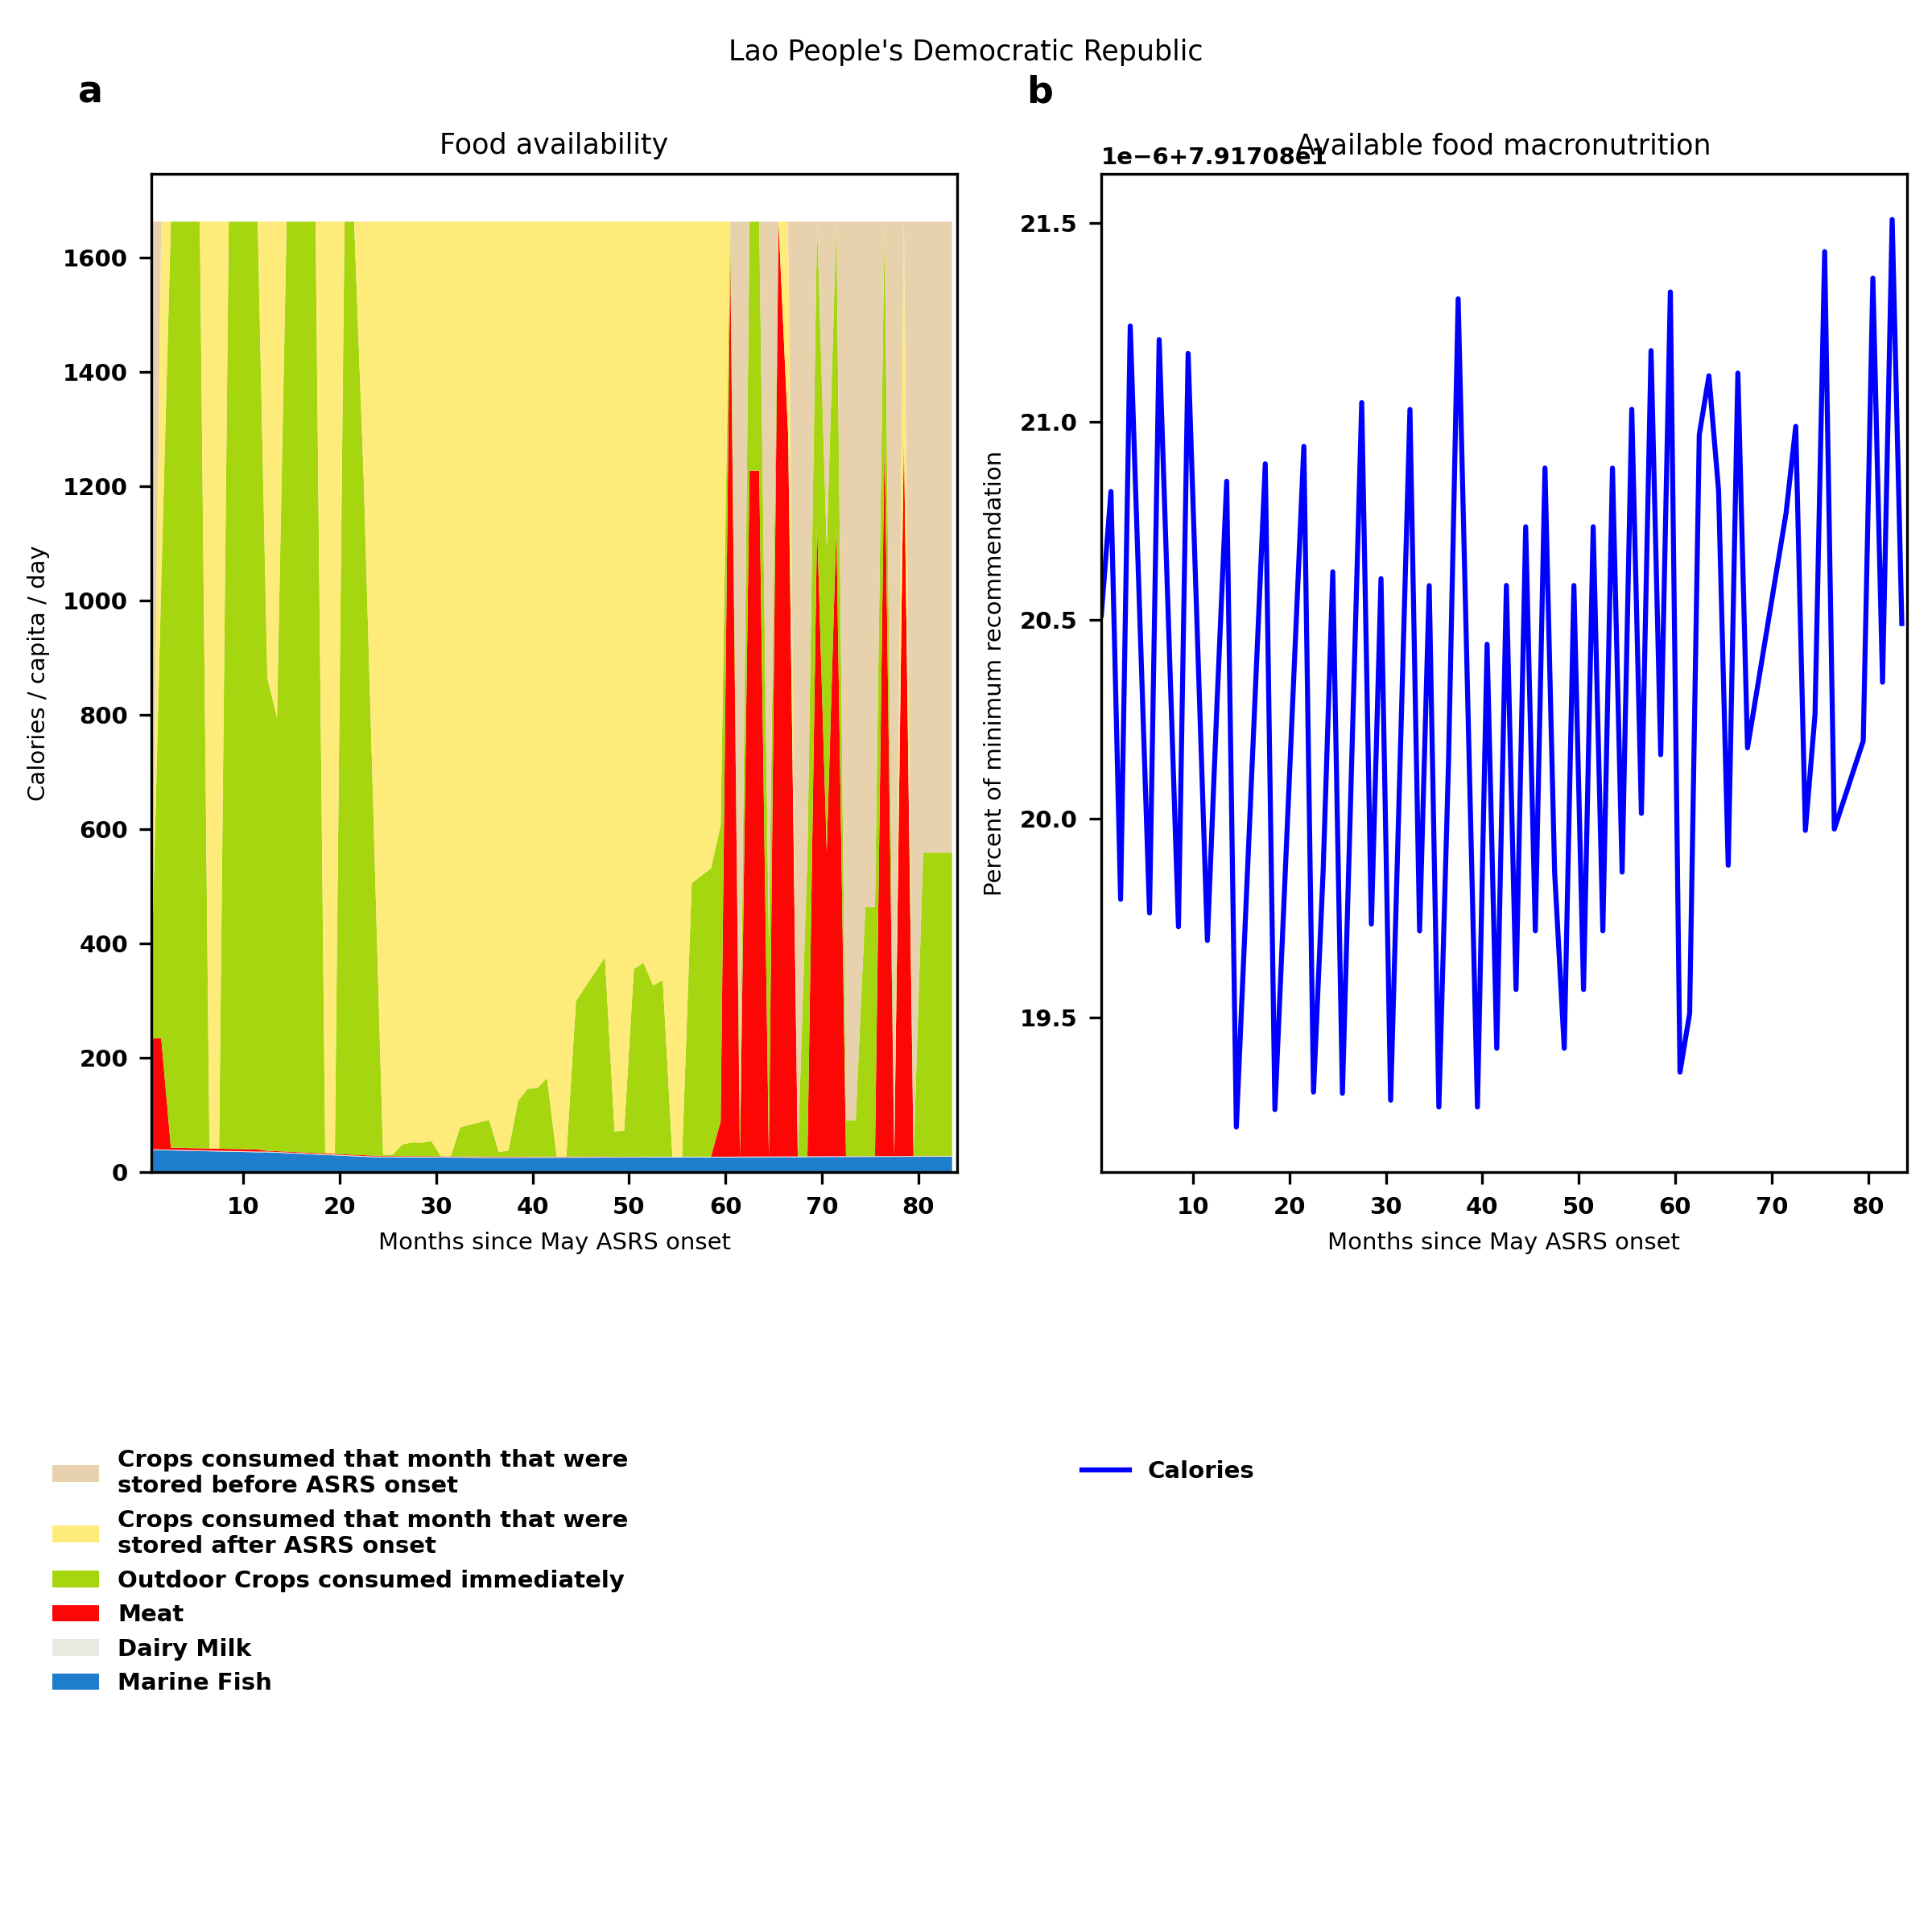 Lao People's Democratic Republic
a
b
Food availability
Available food macronutrition
1e−6+7.91708e1
Calories / capita / day
1600
1400
1200
1000
800
600
400
200
0
10 20 30 40 50 60 70 80
Months since May ASRS onset
Percent of minimum recommendation
21.5
21.0
20.5
20.0
19.5
10 20 30 40 50 60 70 80
Months since May ASRS onset
Crops consumed that month that were
stored before ASRS onset
Crops consumed that month that were
stored after ASRS onset
Outdoor Crops consumed immediately
Meat
Dairy Milk
Marine Fish
Calories